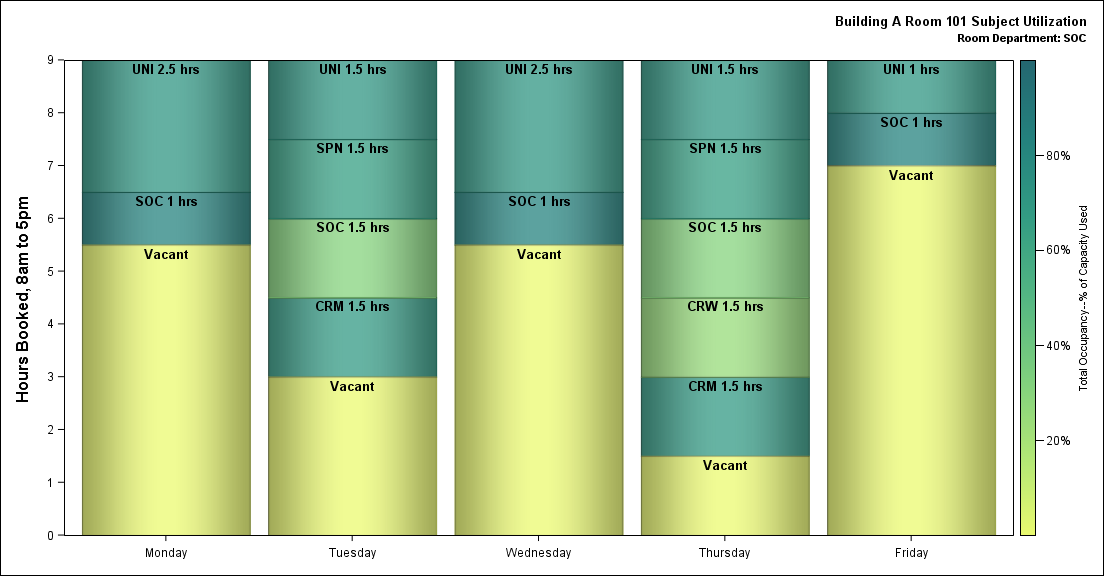 Building A Room 101 Subject Utilization
Room Department: SOC
Hours Booked, 8am to 5pm
9
8
7
6
5
4
3
2
1
0
UNI 2.5 hrs
SOC 1 hrs
Vacant
UNI 1.5 hrs
SPN 1.5 hrs
SOC 1.5 hrs
CRM 1.5 hrs
Vacant
UNI 2.5 hrs
SOC 1 hrs
Vacant
UNI 1.5 hrs
SPN 1.5 hrs
SOC 1.5 hrs
CRW 1.5 hrs
CRM 1.5 hrs
Vacant
UNI 1 hrs
SOC 1 hrs
Vacant
Monday
Tuesday
Wednesday
Thursday
Friday
80%
60%
40%
20%
Total Occupancy--% of Capacity Used